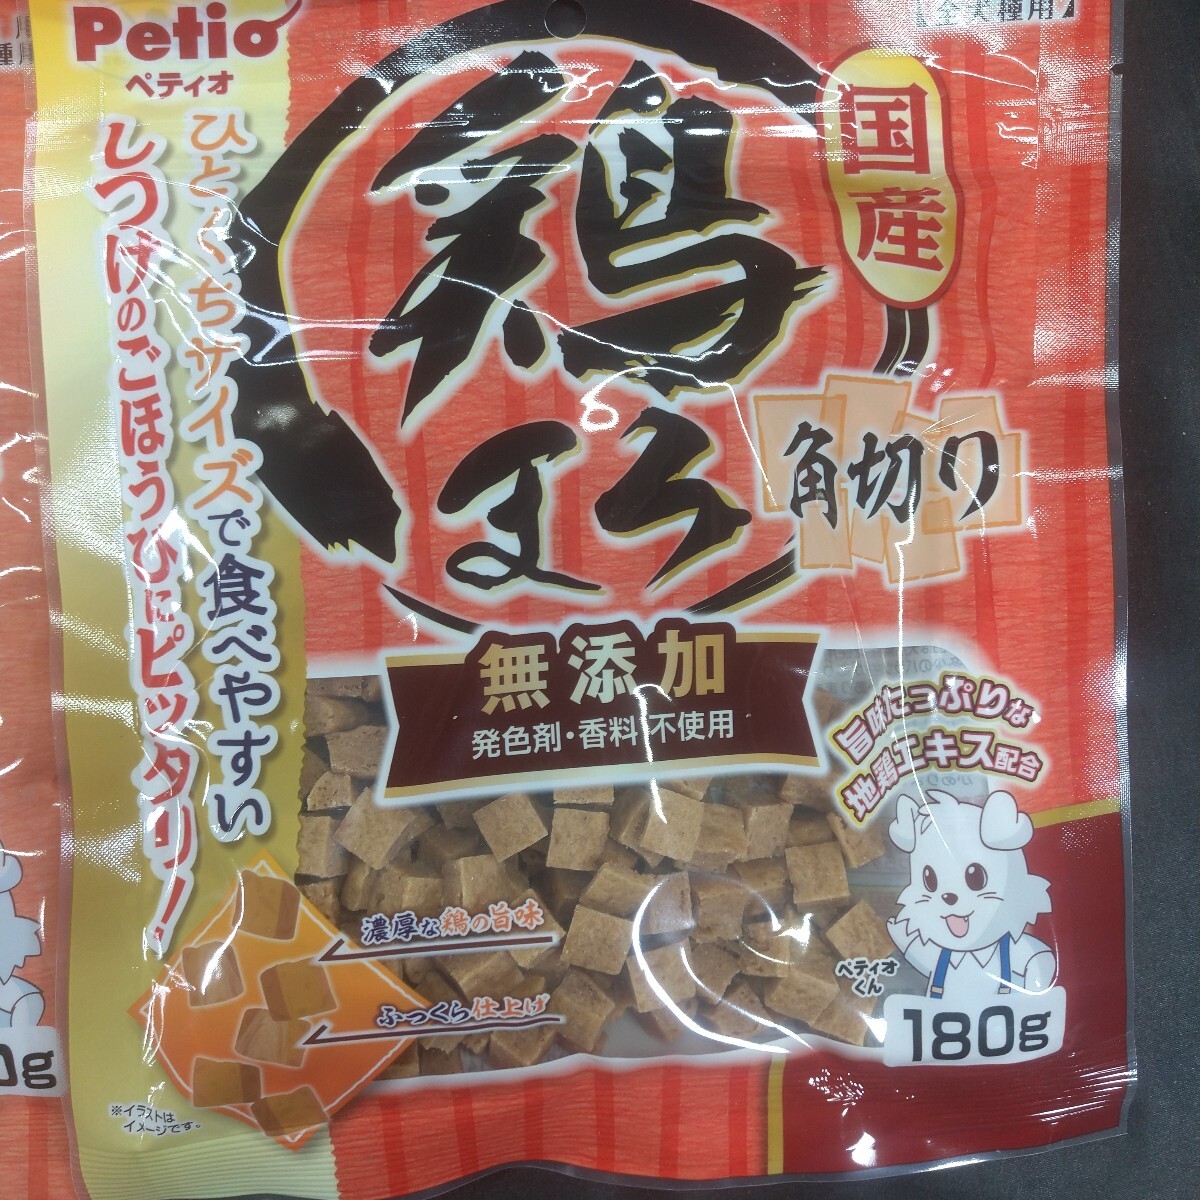 Petio
ペティオ
【全犬種用】
国産
鶏
まろ
角切り
ひとくちサイズで食べやすい
しつけのごほうびにピッタリ!
無添加
発色剤・香料 不使用
旨味たっぷりな
地鶏エキス配合
濃厚な鶏の旨味
ふっくら仕上げ
ペティオ
くん
180g
※イラストは
イメージです。
0g